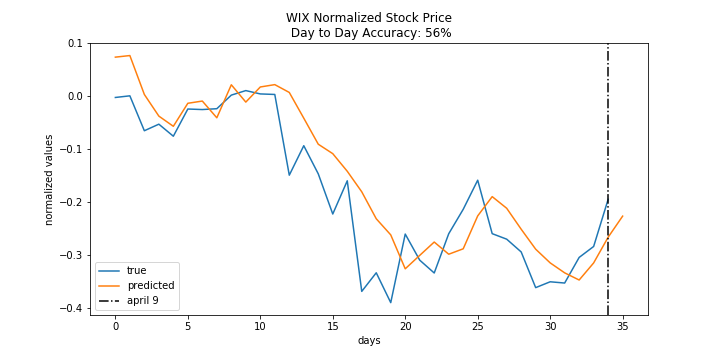 WIX Normalized Stock Price
Day to Day Accuracy: 56%
0.1
0.0
−0.1
−0.2
−0.3
−0.4
normalized values
true
predicted
april 9
0 5 10 15 20 25 30 35
days